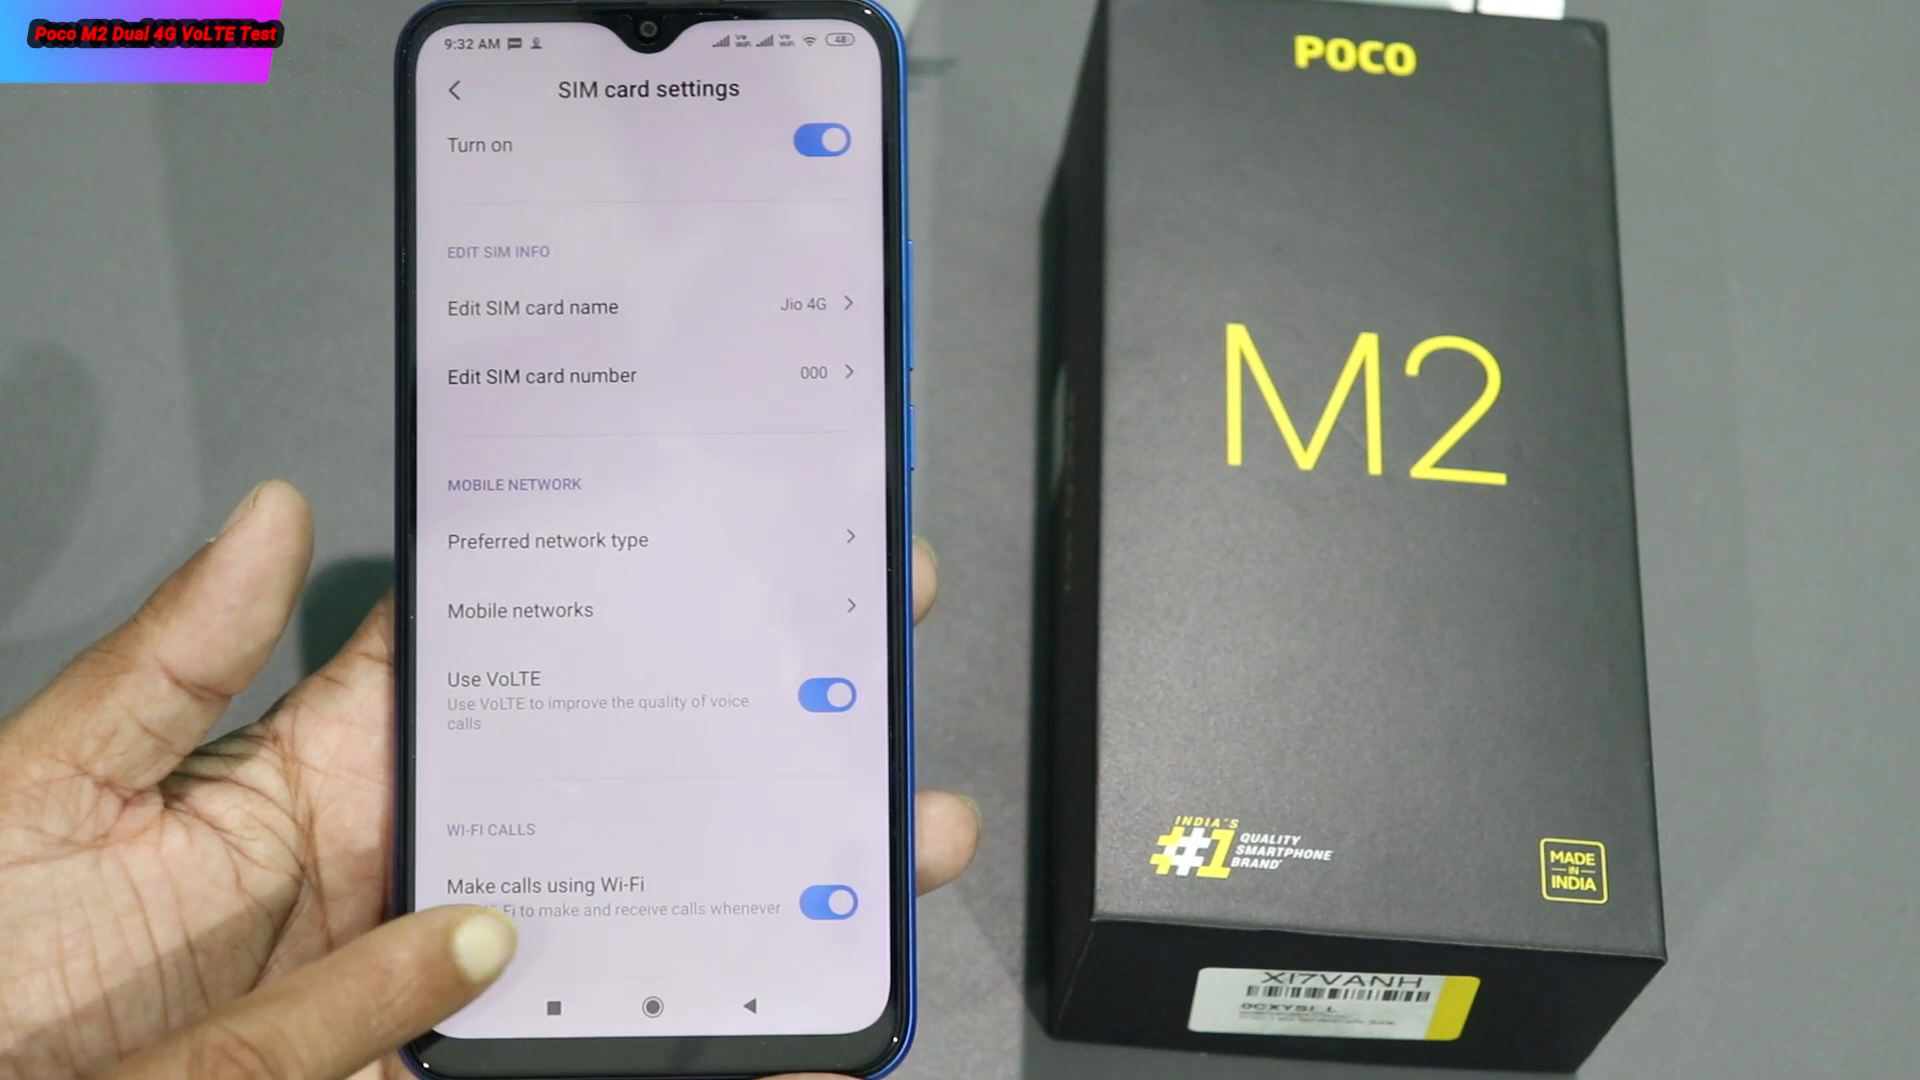 Poco M2 Dual 4G VoLTE Test
9:32 AM
48
SIM card settings
Turn on
EDIT SIM INFO
Edit SIM card name
Jio 4G
Edit SIM card number
000
MOBILE NETWORK
Preferred network type
Mobile networks
Use VoLTE
Use VoLTE to improve the quality of voice
calls
WI-FI CALLS
Make calls using Wi-Fi
to make and receive calls whenever
POCO
M2
INDIA'S
#1 QUALITY
SMARTPHONE
BRAND*
MADE
IN
INDIA
XI7VANH